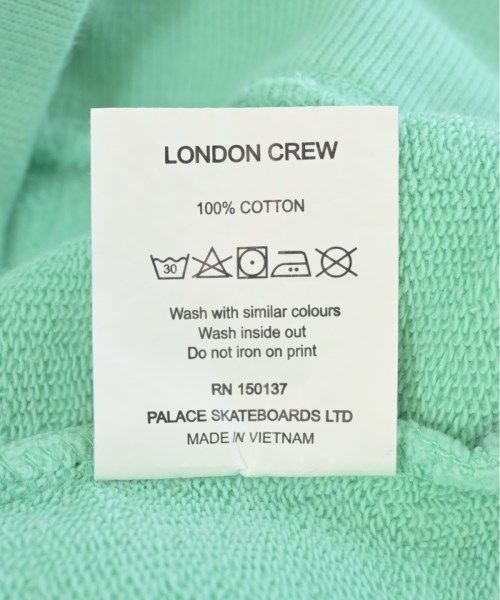 LONDON CREW
100% COTTON
30
Wash with similar colours
Wash inside out
Do not iron on print
RN 150137
PALACE SKATEBOARDS LTD
MADE IN VIETNAM